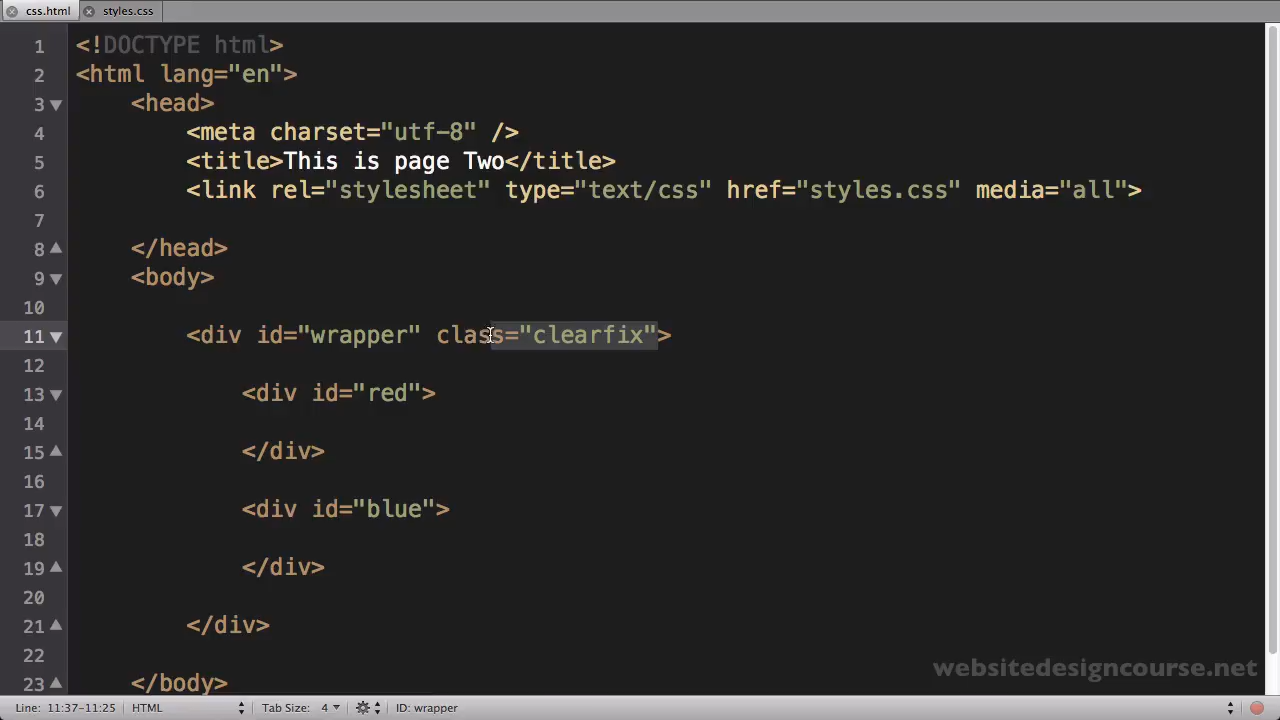 css.html styles.css
1 <!DOCTYPE html>
2 <html lang="en">
3 <head>
4 <meta charset="utf-8" />
5 <title>This is page Two</title>
6 <link rel="stylesheet" type="text/css" href="styles.css" media="all">
7
8 </head>
9 <body>
10
11 <div id="wrapper" class="clearfix">
12
13 <div id="red">
14
15 </div>
16
17 <div id="blue">
18
19 </div>
20
21 </div>
22
23 </body>
websitedesigncourse.net
Line: 11:37-11:25 HTML Tab Size: 4 ID: wrapper